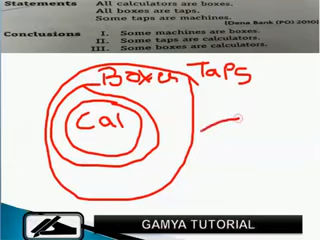 Statements All calculators are boxes.
All boxes are taps.
Some taps are machines.
[Dena Bank (PO) 2010]
Conclusions I. Some machines are boxes.
II. Some taps are calculators.
III. Some boxes are calculators.
Boxes Taps
Cal
GAMYA TUTORIAL